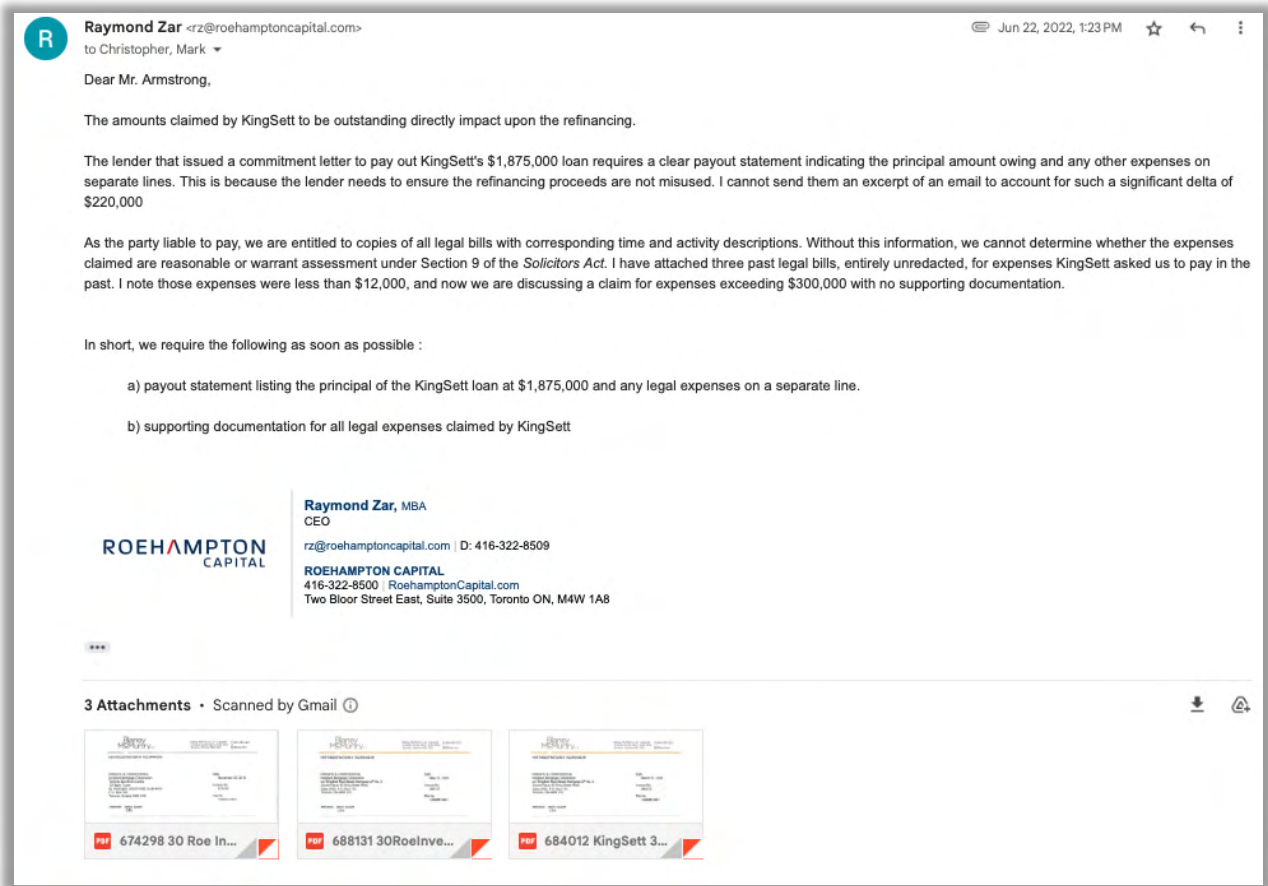 R
Raymond Zar <rz@roehamptoncapital.com>
Jun 22, 2022, 1:23 PM
to Christopher, Mark
Dear Mr. Armstrong,
The amounts claimed by KingSett to be outstanding directly impact upon the refinancing.
The lender that issued a commitment letter to pay out KingSett's $1,875,000 loan requires a clear payout statement indicating the principal amount owing and any other expenses on
separate lines. This is because the lender needs to ensure the refinancing proceeds are not misused. I cannot send them an excerpt of an email to account for such a significant delta of
$220,000
As the party liable to pay, we are entitled to copies of all legal bills with corresponding time and activity descriptions. Without this information, we cannot determine whether the expenses
claimed are reasonable or warrant assessment under Section 9 of the Solicitors Act. I have attached three past legal bills, entirely unredacted, for expenses KingSett asked us to pay in the
past. I note those expenses were less than $12,000, and now we are discussing a claim for expenses exceeding $300,000 with no supporting documentation.
In short, we require the following as soon as possible :
a) payout statement listing the principal of the KingSett loan at $1,875,000 and any legal expenses on a separate line.
b) supporting documentation for all legal expenses claimed by KingSett
ROEHAMPTON
CAPITAL
Raymond Zar, MBA
CEO
rz@roehamptoncapital.com | D: 416-322-8509
ROEHAMPTON CAPITAL
416-322-8500 | RoehamptonCapital.com
Two Bloor Street East, Suite 3500, Toronto ON, M4W 1A8
3 Attachments • Scanned by Gmail
PDF 674298 30 Roe In...
PDF 688131 30RoeInve...
PDF 684012 KingSett 3...